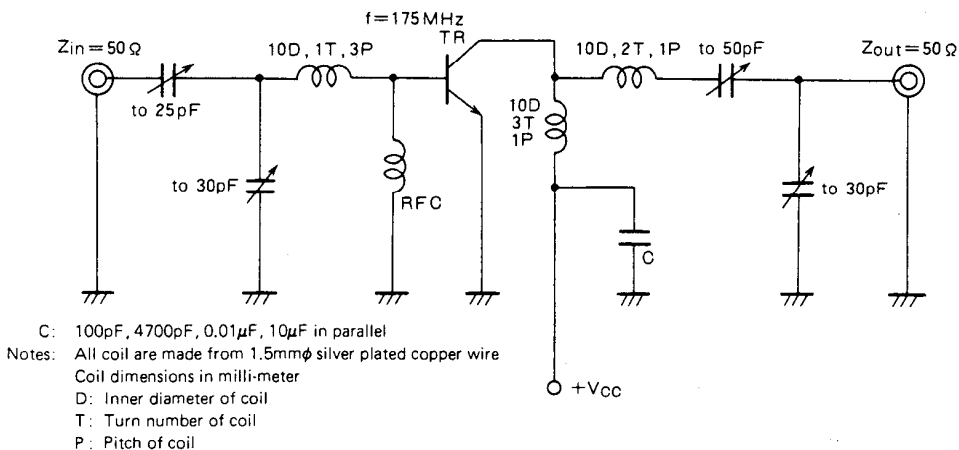 f=175MHz
TR
Zin=50Ω
10D, 1T, 3P
10D, 2T, 1P
to 50pF
Zout=50Ω
to 25pF
10D
3T
1P
to 30pF
RFC
to 30pF
C
+VCC
C: 100pF, 4700pF, 0.01μF, 10μF in parallel
Notes: All coil are made from 1.5mmϕ silver plated copper wire
Coil dimensions in milli-meter
D: Inner diameter of coil
T: Turn number of coil
P: Pitch of coil